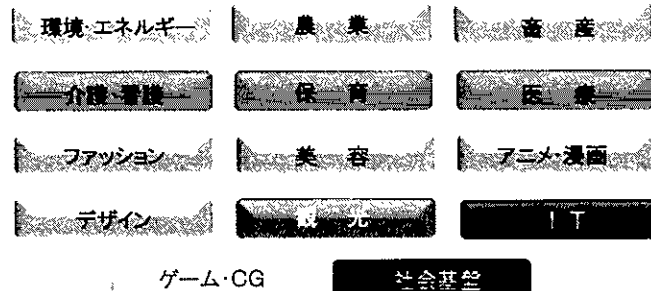 環境・エネルギー 農業 畜産
介護・看護 保育 医療
ファッション 美容 アニメ・漫画
デザイン 観光 IT
ゲーム・CG 社会基盤